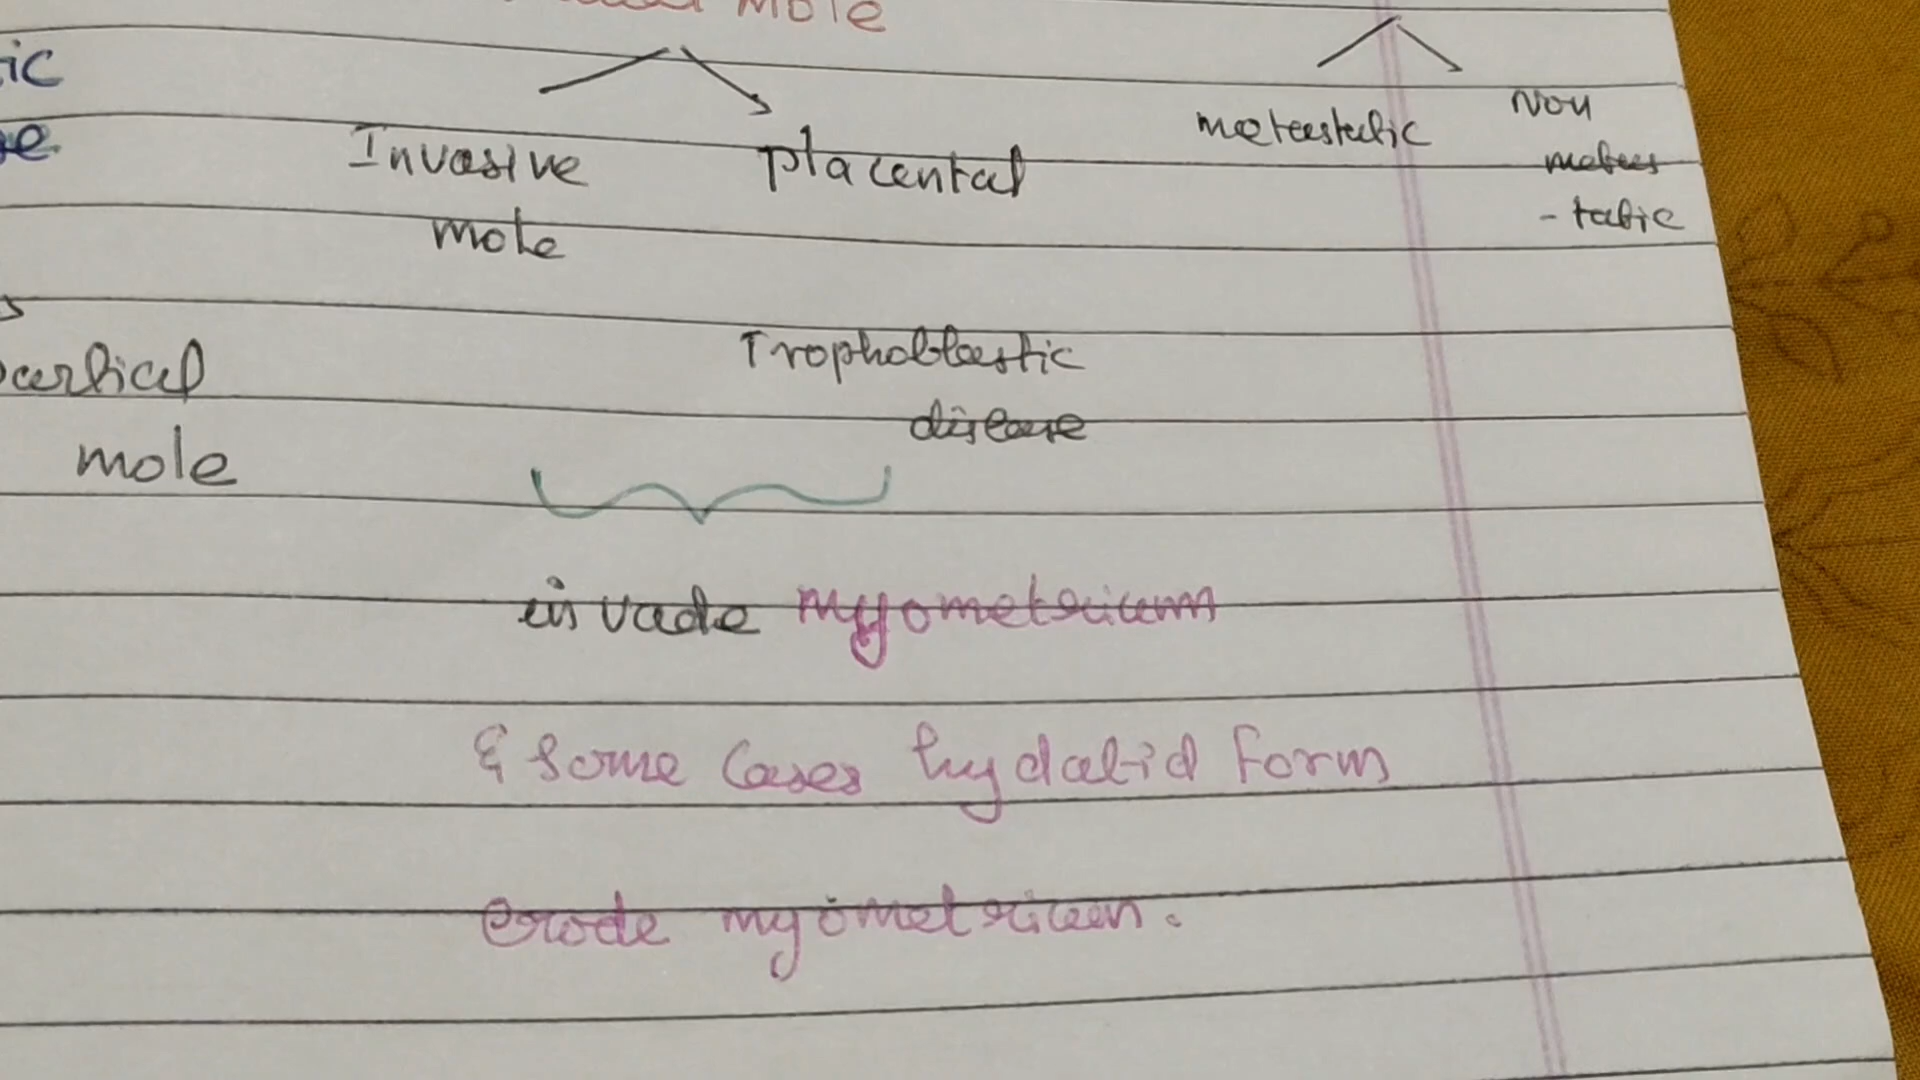 mole
ic
Invasive placental
mole
metastatic
Non
metas
- tatic
Trophoblastic
disease
partical
mole
invade myometrium
& some cases hydatid form
erode myometrium.